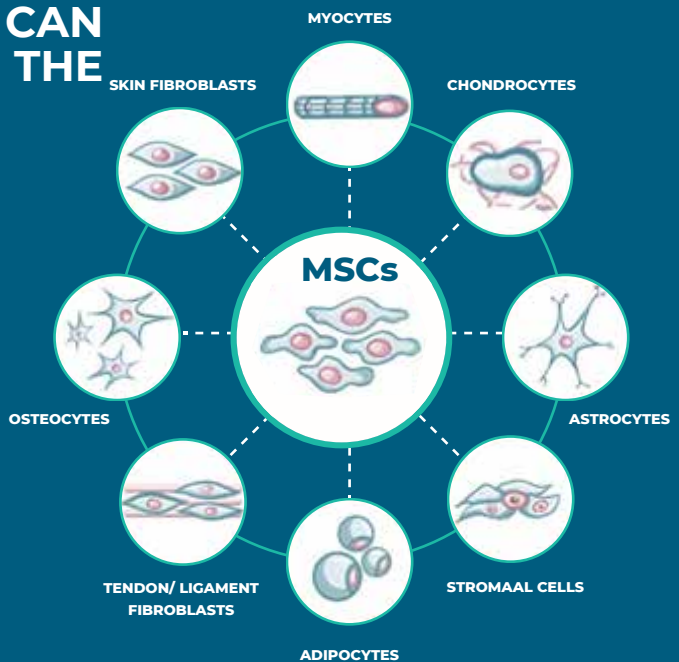 CAN
THE
MYOCYTES
SKIN FIBROBLASTS
CHONDROCYTES
MSCs
OSTEOCYTES
ASTROCYTES
TENDON/ LIGAMENT
FIBROBLASTS
STROMAAL CELLS
ADIPOCYTES